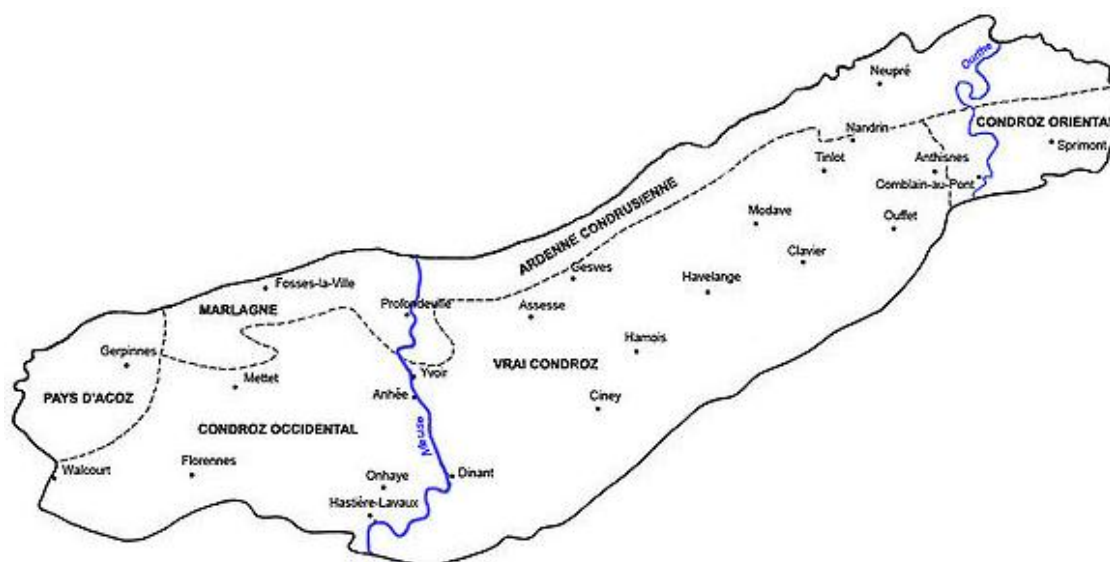 Ourthe
Neupré
CONDROZ ORIENTAL
Nandrin
Sprimont
Tinlot
Anthisnes
Comblain-au-Pont
ARDENNE CONDRUSIENNE
Modave
Ouffet
Clavier
Gesves
Havelange
Fosses-la-Ville
MARLAGNE
Profondeville
Assesse
Gerpinnes
Hamois
VRAI CONDROZ
Mettet
Yvoir
PAYS D'ACOZ
Anhée
Ciney
CONDROZ OCCIDENTAL
Meuse
Walcourt
Florennes
Onhaye
Dinant
Hastière-Lavaux